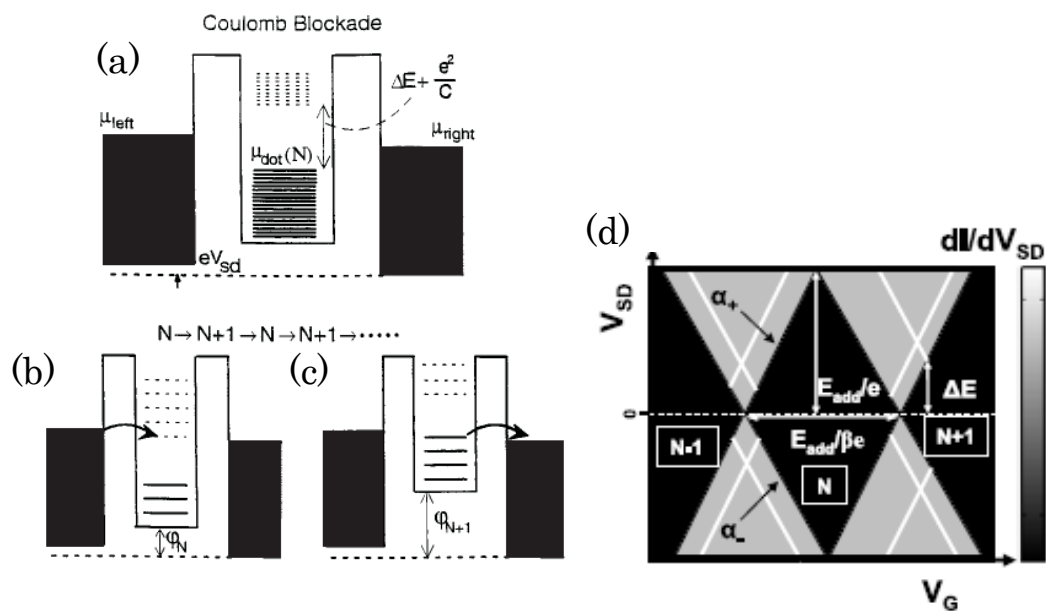 Coulomb Blockade
(a)
ΔE + e²/C
μleft
μright
μdot(N)
eVsd
N→N+1→N→N+1→·····
(b)
(c)
φN
φN+1
(d)
dI/dVSD
VSD
α+
Eadd/e
ΔE
0
N-1
Eadd/βe
N+1
N
α-
VG